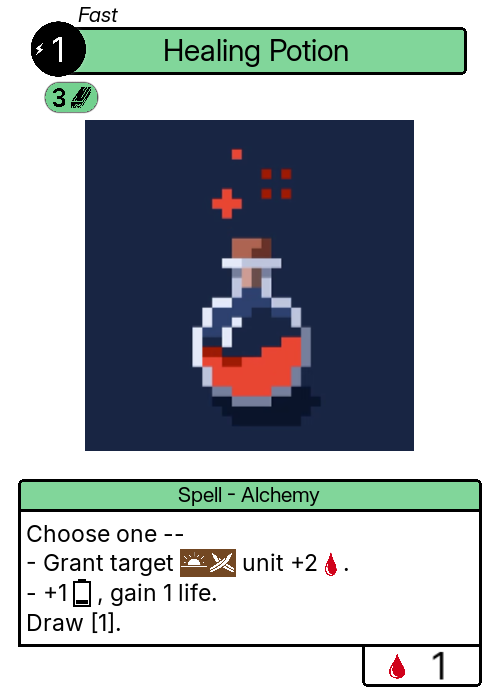 Fast
1
Healing Potion
3
Spell - Alchemy
Choose one --
- Grant target unit +2 .
- +1 , gain 1 life.
Draw [1].
1